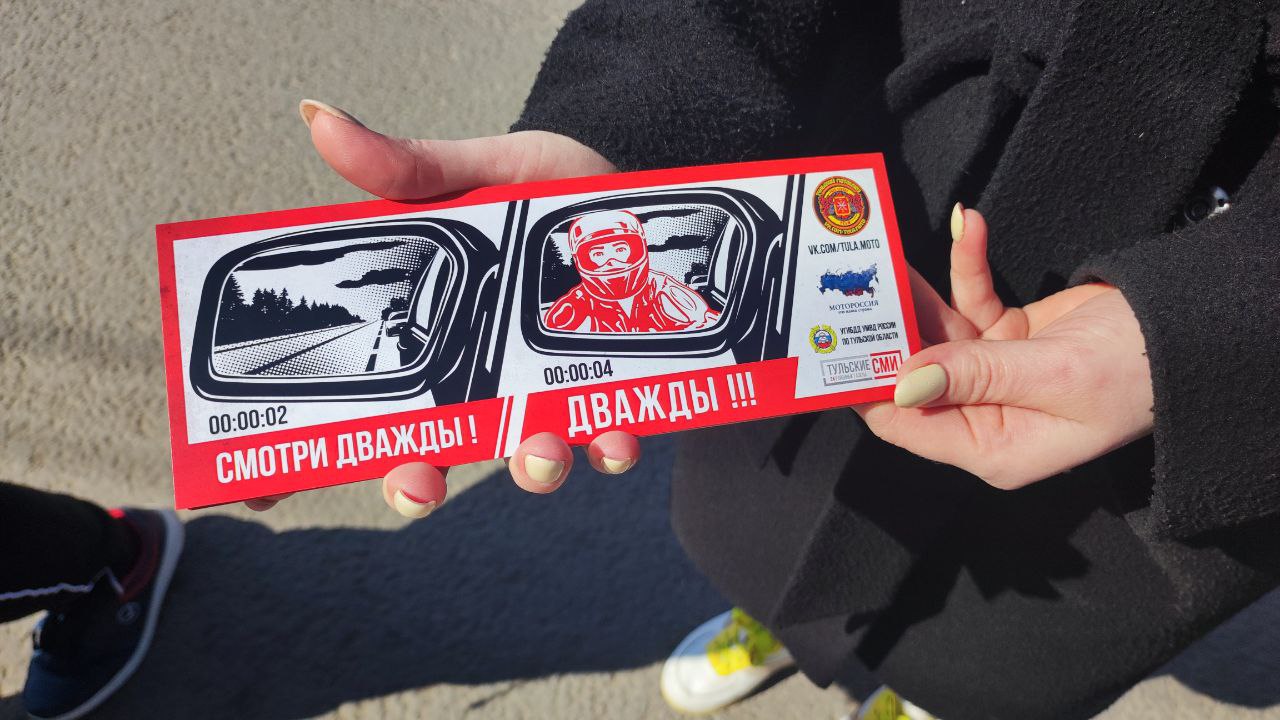 00:00:02
СМОТРИ ДВАЖДЫ !
00:00:04
ДВАЖДЫ !!!
VK.COM/TULA.MOTO
МОТОРОССИЯ
УГИБДД УМВД РОССИИ
ПО ТУЛЬСКОЙ ОБЛАСТИ
ТУЛЬСКИЕ СМИ